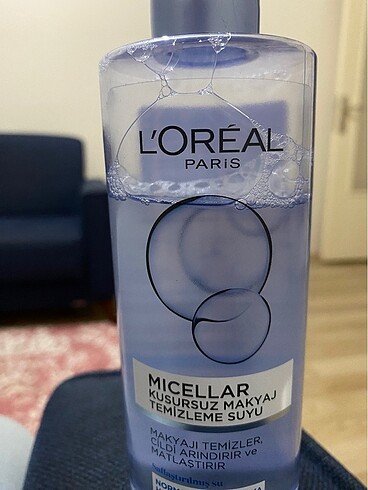 L'ORÉAL
PARIS
MICELLAR
KUSURSUZ MAKYAJ
TEMİZLEME SUYU
MAKYAJI TEMİZLER,
CİLDİ ARINDIRIR ve
MATLAŞTIRIR